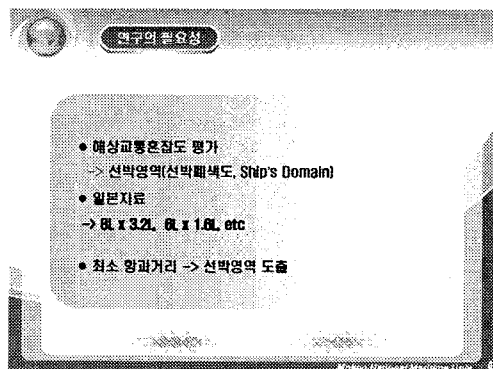 연구의 필요성
● 해상교통혼잡도 평가
-> 선박영역(선박폐색도, Ship's Domain)
● 일본자료
-> 8L x 3.2L, 6L x 1.6L, etc
● 최소 항과거리 -> 선박영역 도출